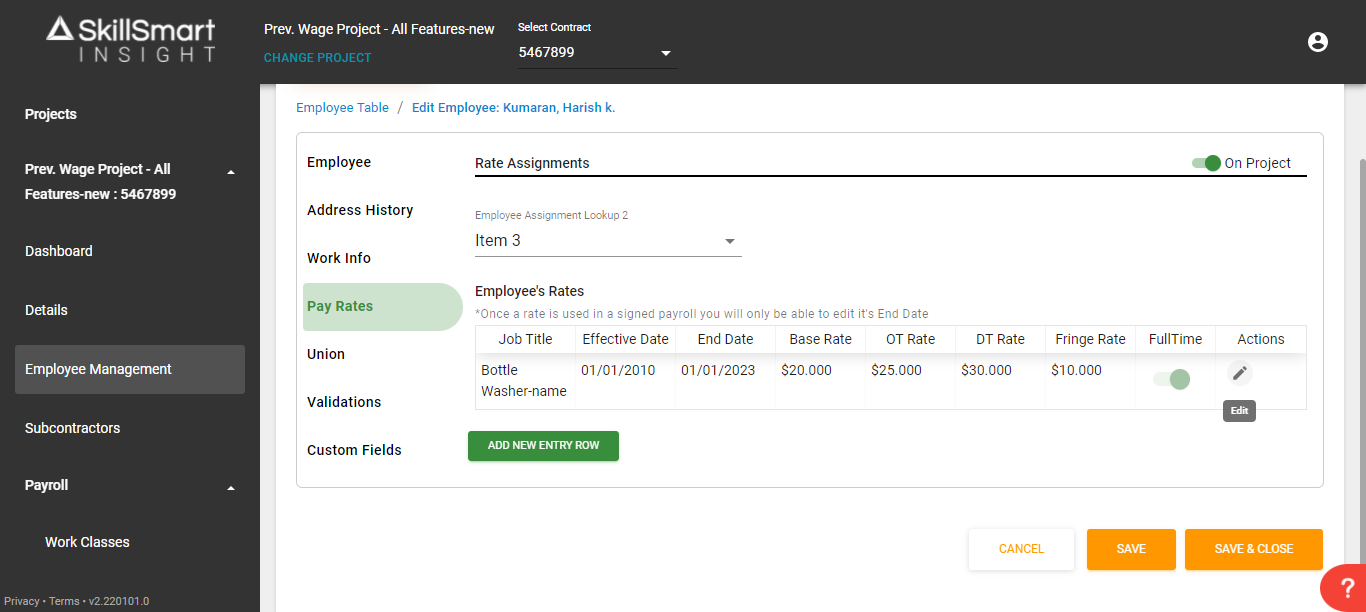 SkillSmart
INSIGHT
Prev. Wage Project - All Features-new
CHANGE PROJECT
Select Contract
5467899
Projects
Prev. Wage Project - All
Features-new : 5467899
Dashboard
Details
Employee Management
Subcontractors
Payroll
Work Classes
Privacy • Terms • v2.220101.0
Employee Table / Edit Employee: Kumaran, Harish k.
Employee
Address History
Work Info
Pay Rates
Union
Validations
Custom Fields
Rate Assignments
On Project
Employee Assignment Lookup 2
Item 3
Employee's Rates
*Once a rate is used in a signed payroll you will only be able to edit it's End Date
Job Title Effective Date End Date Base Rate OT Rate DT Rate Fringe Rate FullTime Actions
Bottle 01/01/2010 01/01/2023 $20.000 $25.000 $30.000 $10.000
Washer-name
Edit
ADD NEW ENTRY ROW
CANCEL SAVE SAVE & CLOSE
?